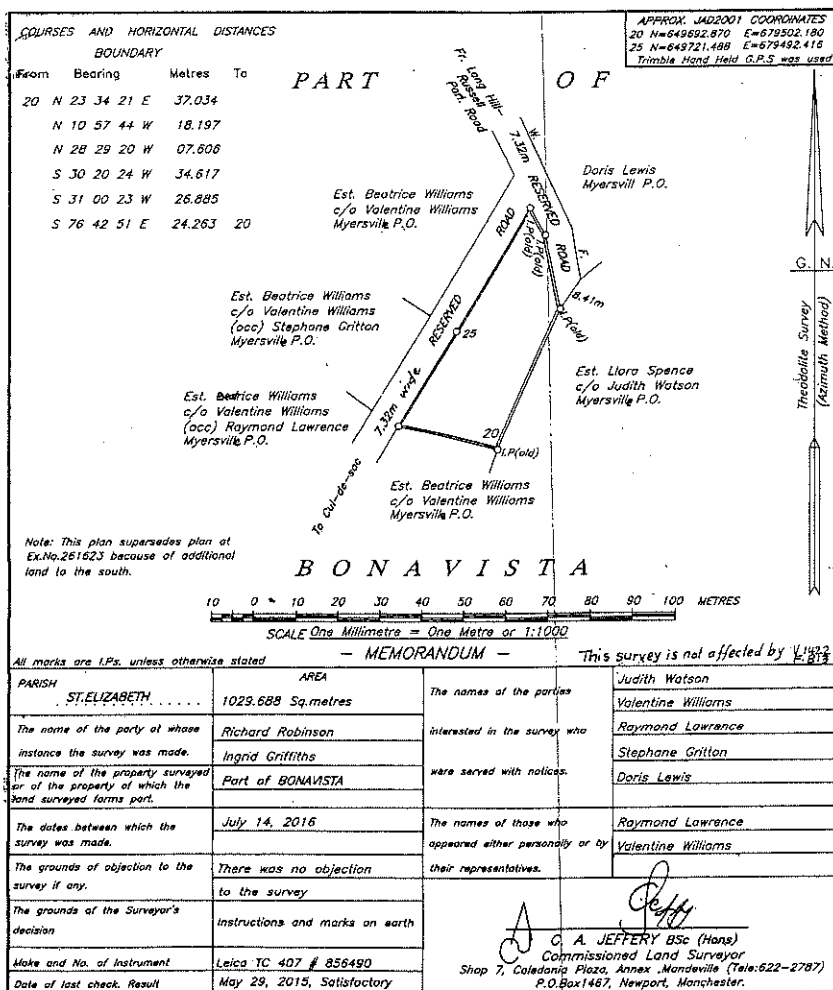 COURSES AND HORIZONTAL DISTANCES
BOUNDARY
From Bearing Metres To
20 N 23 34 21 E 37.034
N 10 57 44 W 18.197
N 28 29 20 W 07.606
S 30 20 24 W 34.617
S 31 00 23 W 26.885
S 76 42 51 E 24.263 20
APPROX. JAD2001 COORDINATES
20 N=649692.870 E=679502.180
25 N=649721.488 E=679492.416
Trimble Hand Held G.P.S was used
PART OF
Fr. Long Hill-
Russell
Part. Road
7.32m W.
RESERVED
ROAD
F.
Doris Lewis
Myersvill P.O.
Est. Beatrice Williams
c/o Valentine Williams
Myersville P.O.
ROAD
I.P(old)
I.P(old)
8.41m
I.P(old)
G. N.
Est. Beatrice Williams
c/o Valentine Williams
(occ) Stephane Gritton
Myersville P.O.
RESERVED
25
Est. Llora Spence
c/o Judith Watson
Myersville P.O.
Theodolite Survey
(Azimuth Method)
Est. Beatrice Williams
c/o Valentine Williams
(occ) Raymond Lawrence
Myersville P.O.
7.32m wide
20
I.P(old)
To Cul-de-sac
Est. Beatrice Williams
c/o Valentine Williams
Myersville P.O.
Note: This plan supersedes plan at
Ex.No.261623 because of additional
land to the south.
BONAVISTA
10 0 10 20 30 40 50 60 70 80 90 100 METRES
SCALE One Millimetre = One Metre or 1:1000
All marks are I.Ps. unless otherwise stated
– MEMORANDUM –
This survey is not affected by
PARISH
ST.ELIZABETH
AREA
1029.688 Sq.metres
The name of the party at whose
instance the survey was made.
Richard Robinson
Ingrid Griffiths
The name of the property surveyed
or of the property of which the
land surveyed forms part.
Part of BONAVISTA
The dates between which the
survey was made.
July 14, 2016
The grounds of objection to the
survey if any.
There was no objection
to the survey
The grounds of the Surveyor's
decision
Instructions and marks on earth
Make and No. of Instrument
Leica TC 407 # 856490
Date of last check. Result
May 29, 2015, Satisfactory
The names of the parties
interested in the survey who
were served with notices.
Judith Watson
Valentine Williams
Raymond Lawrance
Stephane Gritton
Doris Lewis
The names of those who
appeared either personally or by
their representatives.
Raymond Lawrence
Valentine Williams
C. A. JEFFERY BSc (Hons)
Commissioned Land Surveyor
Shop 7, Caledonia Plaza, Annex ,Mandeville (Tele:622-2787)
P.O.Box1467, Newport, Manchester.